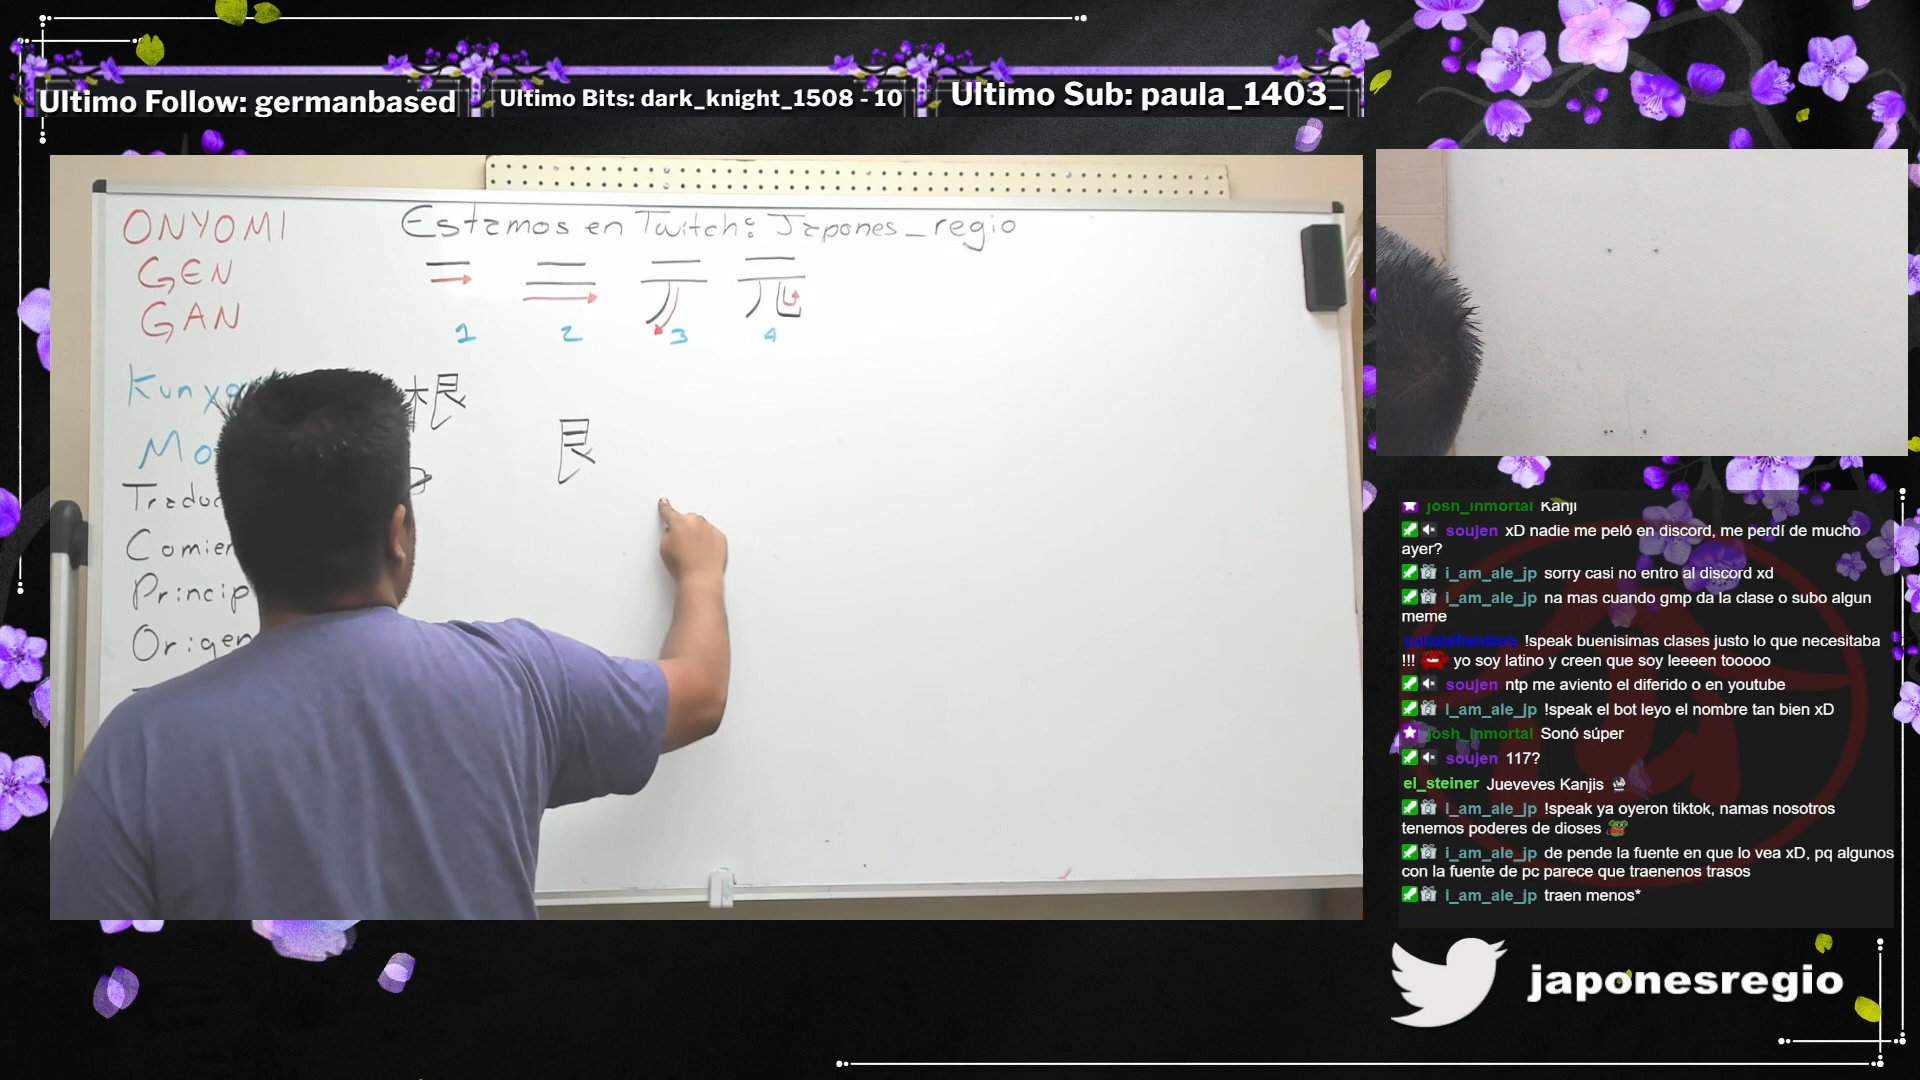 Ultimo Follow: germanbased
Ultimo Bits: dark_knight_1508 - 10
Ultimo Sub: paula_1403_
ONYOMI
GEN
GAN
Estamos en Twitch: Japones_regio
1 2 3 4
Kunyo
Mo
根
艮
Traduc
Comien
Princip
Origen
josh_inmortal Kanji
soujen xD nadie me peló en discord, me perdí de mucho
ayer?
i_am_ale_jp sorry casi no entro al discord xd
i_am_ale_jp na mas cuando gmp da la clase o subo algun
meme
!speak buenisimas clases justo lo que necesitaba
!!! yo soy latino y creen que soy leeeen tooooo
soujen ntp me aviento el diferido o en youtube
i_am_ale_jp !speak el bot leyo el nombre tan bien xD
josh_inmortal Sonó súper
soujen 117?
el_steiner Jueveves Kanjis
i_am_ale_jp !speak ya oyeron tiktok, namas nosotros
tenemos poderes de dioses
i_am_ale_jp de pende la fuente en que lo vea xD, pq algunos
con la fuente de pc parece que traenenos trasos
i_am_ale_jp traen menos*
japonesregio